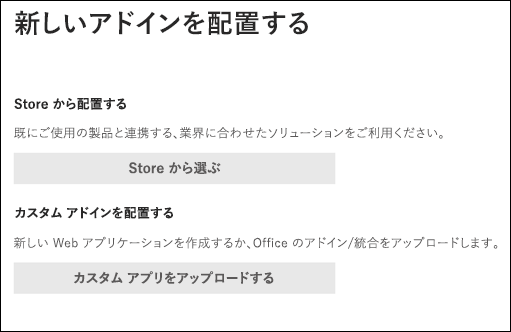 新しいアドインを配置する
Store から配置する
既にご使用の製品と連携する、業界に合わせたソリューションをご利用ください。
Store から選ぶ
カスタム アドインを配置する
新しい Web アプリケーションを作成するか、Office のアドイン/統合をアップロードします。
カスタム アプリをアップロードする